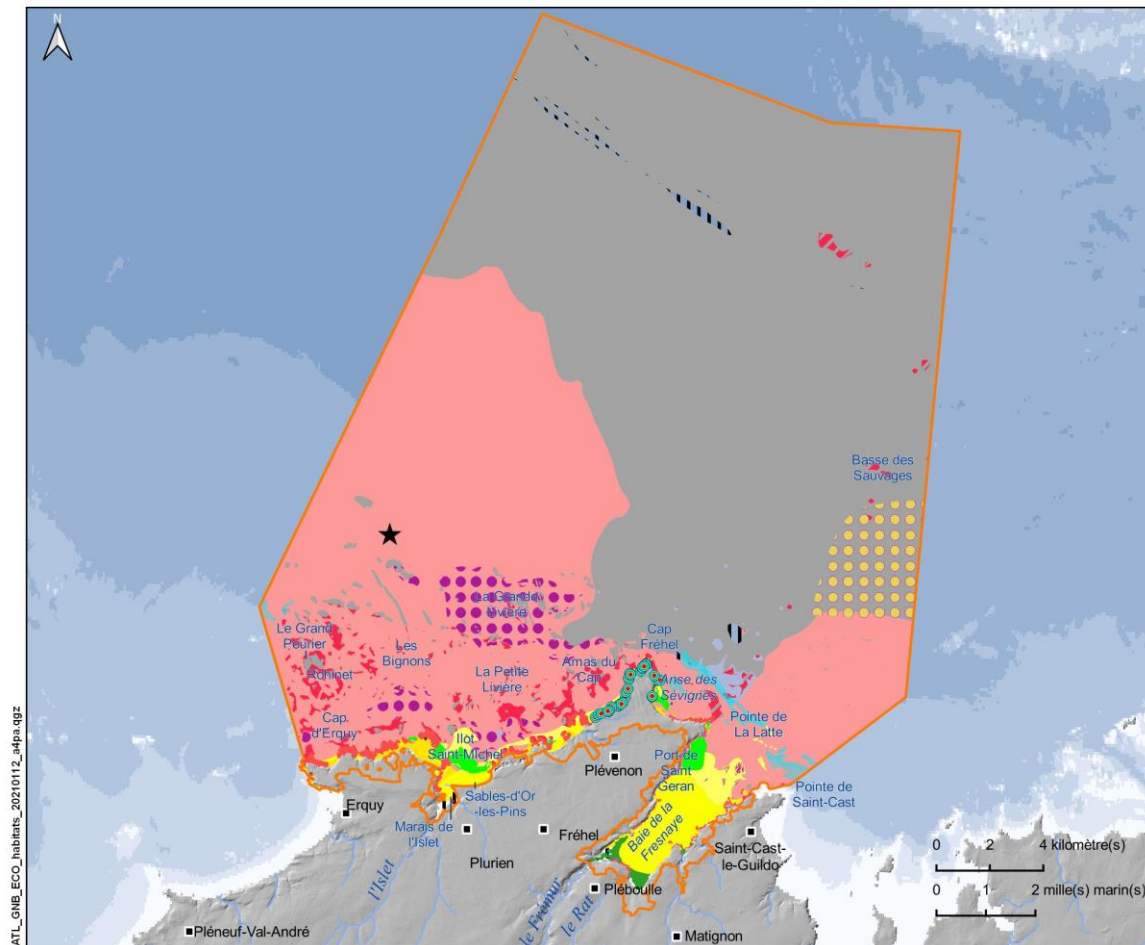 N
Basse des
Sauvages
La Grande
Livière
Le Grand
Pourier
Rohinet
Les
Bignons
La Petite
Livière
Amas du
Cap
Cap
Fréhel
Anse des
Sévignés
Cap
d'Erquy
Ilot
Saint-Michel
Pointe de
La Latte
Port de
Saint
Geran
Plévenon
Pointe de
Saint-Cast
Erquy
Sables-d'Or
-les-Pins
Marais de
l'Islet
Baie de la
Fresnaye
Fréhel
Plurien
Saint-Cast-
le-Guildo
l'Islet
le Frémur
le Rat
Pléboulle
Pléneuf-Val-André
Matignon
0 2 4 kilomètre(s)
0 1 2 mille(s) marin(s)
ATL_GNB_ECO_habitats_20210112_a4pa.qgz